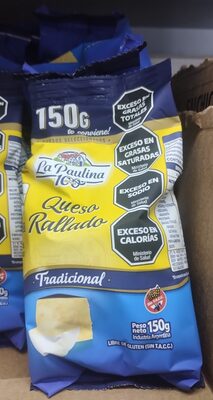 150G
te conviene!
La Paulina
100
Queso
Rallado
Tradicional
EXCESO EN
GRASAS
TOTALES
EXCESO EN
GRASAS
SATURADAS
EXCESO EN
SODIO
EXCESO EN
CALORÍAS
Ministerio
de Salud
Peso
neto 150g
Industria Argentina
LIBRE DE GLUTEN (SIN T.A.C.C.)